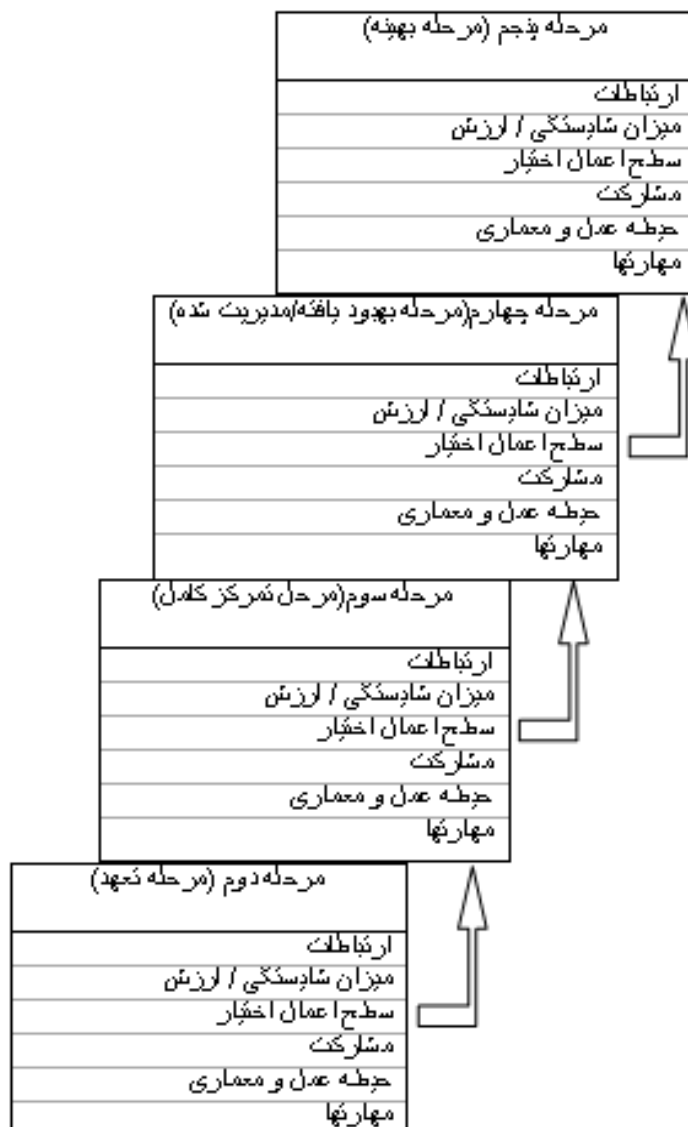 مرحله پنجم (مرحله بهینه)
ارتباطات
میزان شایستگی / ارزش
سطح اعمال اختیار
مشارکت
حیطه عمل و معماری
مهارتها
مرحله چهارم(مرحله بهبود یافته/مدیریت شده)
ارتباطات
میزان شایستگی / ارزش
سطح اعمال اختیار
مشارکت
حیطه عمل و معماری
مهارتها
مرحله سوم(مرحل تمرکز کامل)
ارتباطات
میزان شایستگی / ارزش
سطح اعمال اختیار
مشارکت
حیطه عمل و معماری
مهارتها
مرحله دوم (مرحله تعهد)
ارتباطات
میزان شایستگی / ارزش
سطح اعمال اختیار
مشارکت
حیطه عمل و معماری
مهارتها